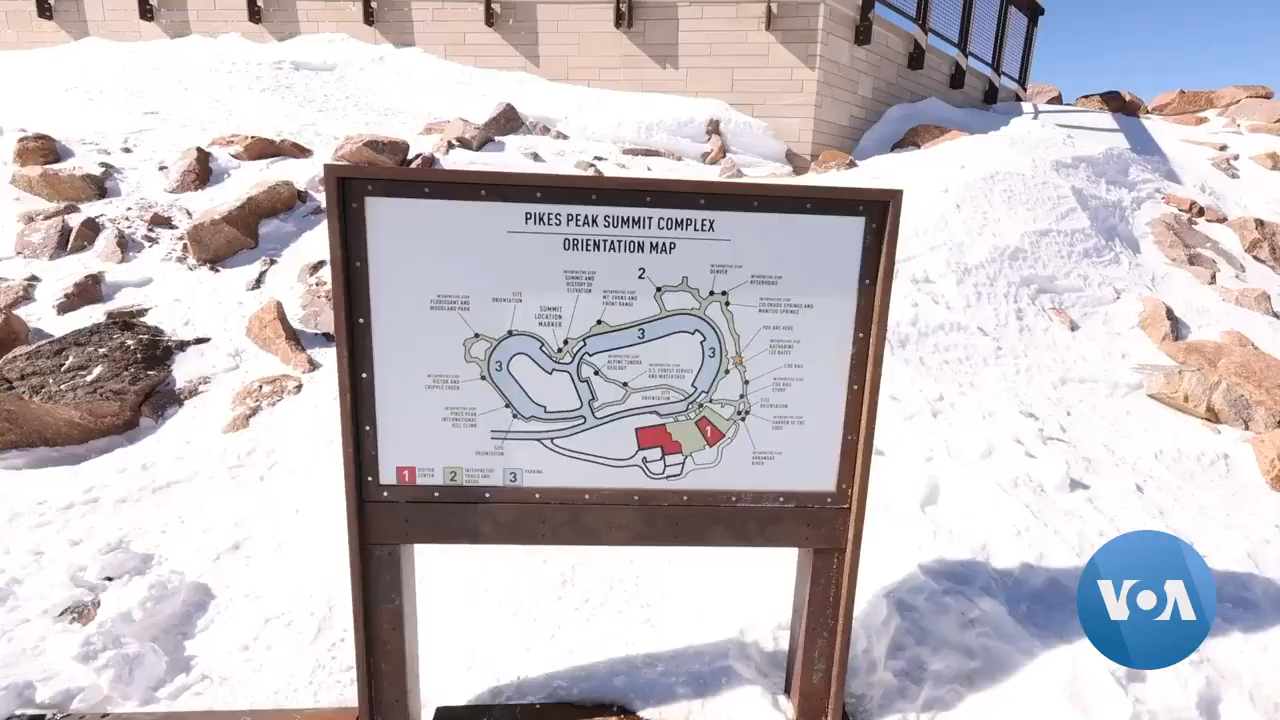 PIKES PEAK SUMMIT COMPLEX
ORIENTATION MAP
2
INTERPRETIVE STOP
DENVER
INTERPRETIVE STOP
RESERVOIRS
INTERPRETIVE STOP
SUMMIT AND
HISTORY OF
ELEVATION
INTERPRETIVE STOP
MT. EVANS AND
FRONT RANGE
INTERPRETIVE STOP
COLORADO SPRINGS AND
MANITOU SPRINGS
INTERPRETIVE STOP
FLORISSANT AND
WOODLAND PARK
SITE
ORIENTATION
SUMMIT
LOCATION
MARKER
YOU ARE HERE
3
3
3
INTERPRETIVE STOP
KATHARINE
LEE BATES
INTERPRETIVE STOP
ALPINE TUNDRA
GEOLOGY
INTERPRETIVE STOP
U.S. FOREST SERVICE
AND WATERSHED
COG RAIL
INTERPRETIVE STOP
VICTOR AND
CRIPPLE CREEK
INTERPRETIVE STOP
COG RAIL
STORY
SITE
ORIENTATION
SITE
ORIENTATION
INTERPRETIVE STOP
PIKES PEAK
INTERNATIONAL
HILL CLIMB
INTERPRETIVE STOP
GARDEN OF THE
GODS
1
SITE
ORIENTATION
INTERPRETIVE STOP
ARKANSAS
RIVER
1 VISITOR
CENTER
2 INTERPRETIVE
TRAILS AND
AREAS
3 PARKING
VOA